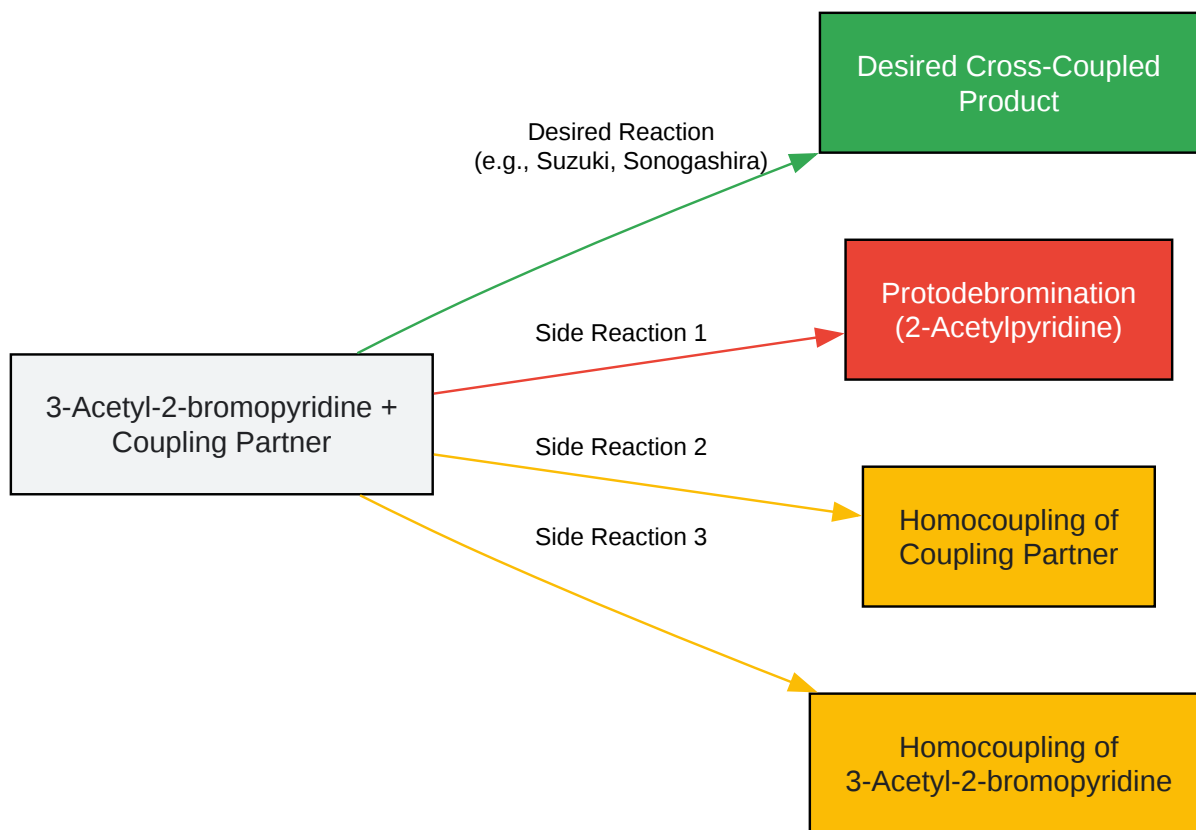 Desired Cross-Coupled
Product
Desired Reaction
(e.g., Suzuki, Sonogashira)
Protodebromination
(2-Acetylpyridine)
Side Reaction 1
3-Acetyl-2-bromopyridine +
Coupling Partner
Side Reaction 2
Homocoupling of
Coupling Partner
Side Reaction 3
Homocoupling of
3-Acetyl-2-bromopyridine